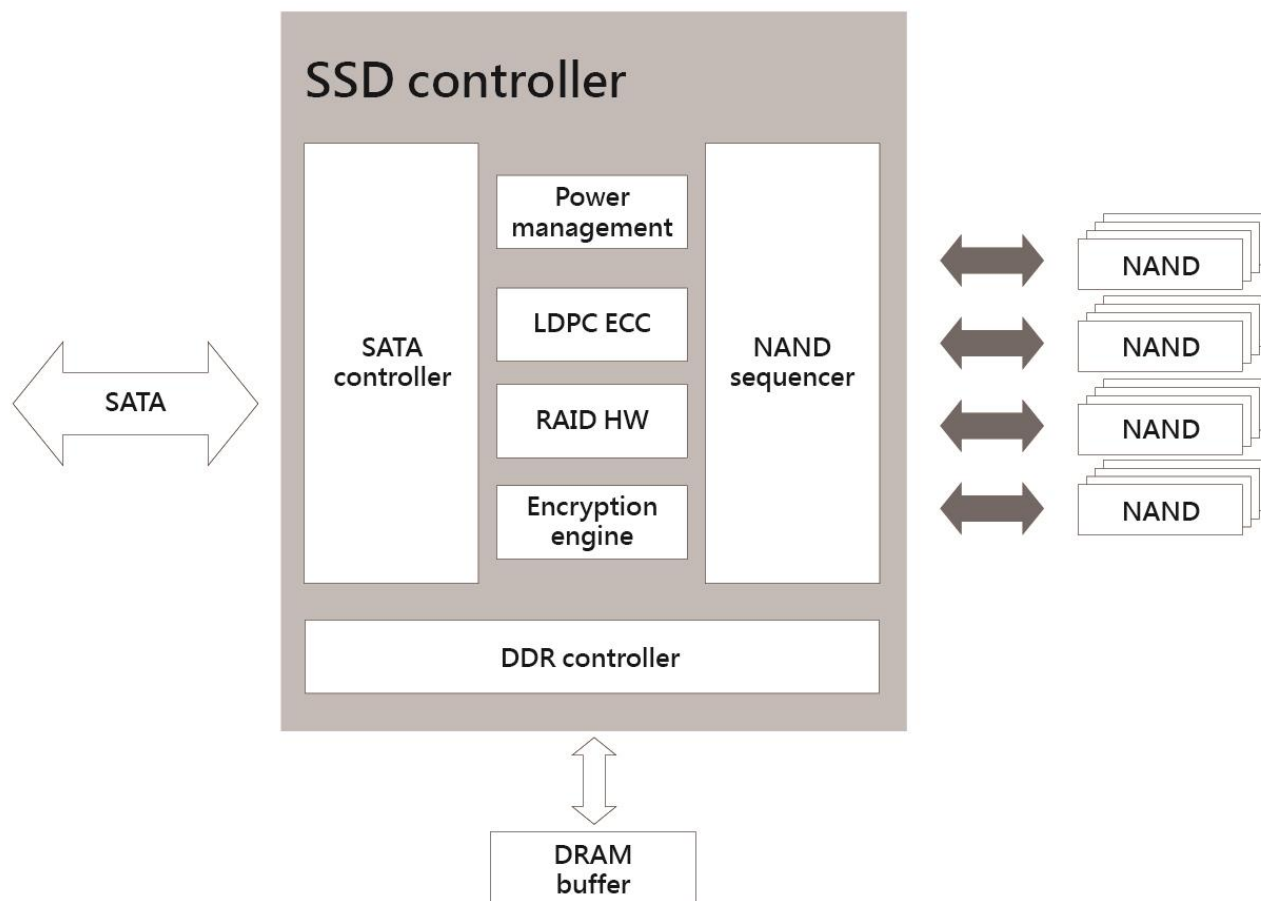 SSD controller
Power
management
LDPC ECC
RAID HW
Encryption
engine
SATA
controller
NAND
sequencer
DDR controller
SATA
NAND
NAND
NAND
NAND
DRAM
buffer